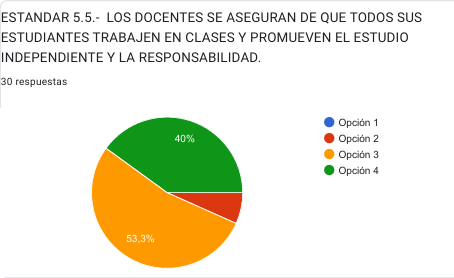 ESTANDAR 5.5.-  LOS DOCENTES SE ASEGURAN DE QUE TODOS SUS
ESTUDIANTES TRABAJEN EN CLASES Y PROMUEVEN EL ESTUDIO
INDEPENDIENTE Y LA RESPONSABILIDAD.
30 respuestas
40%
53,3%
Opción 1
Opción 2
Opción 3
Opción 4